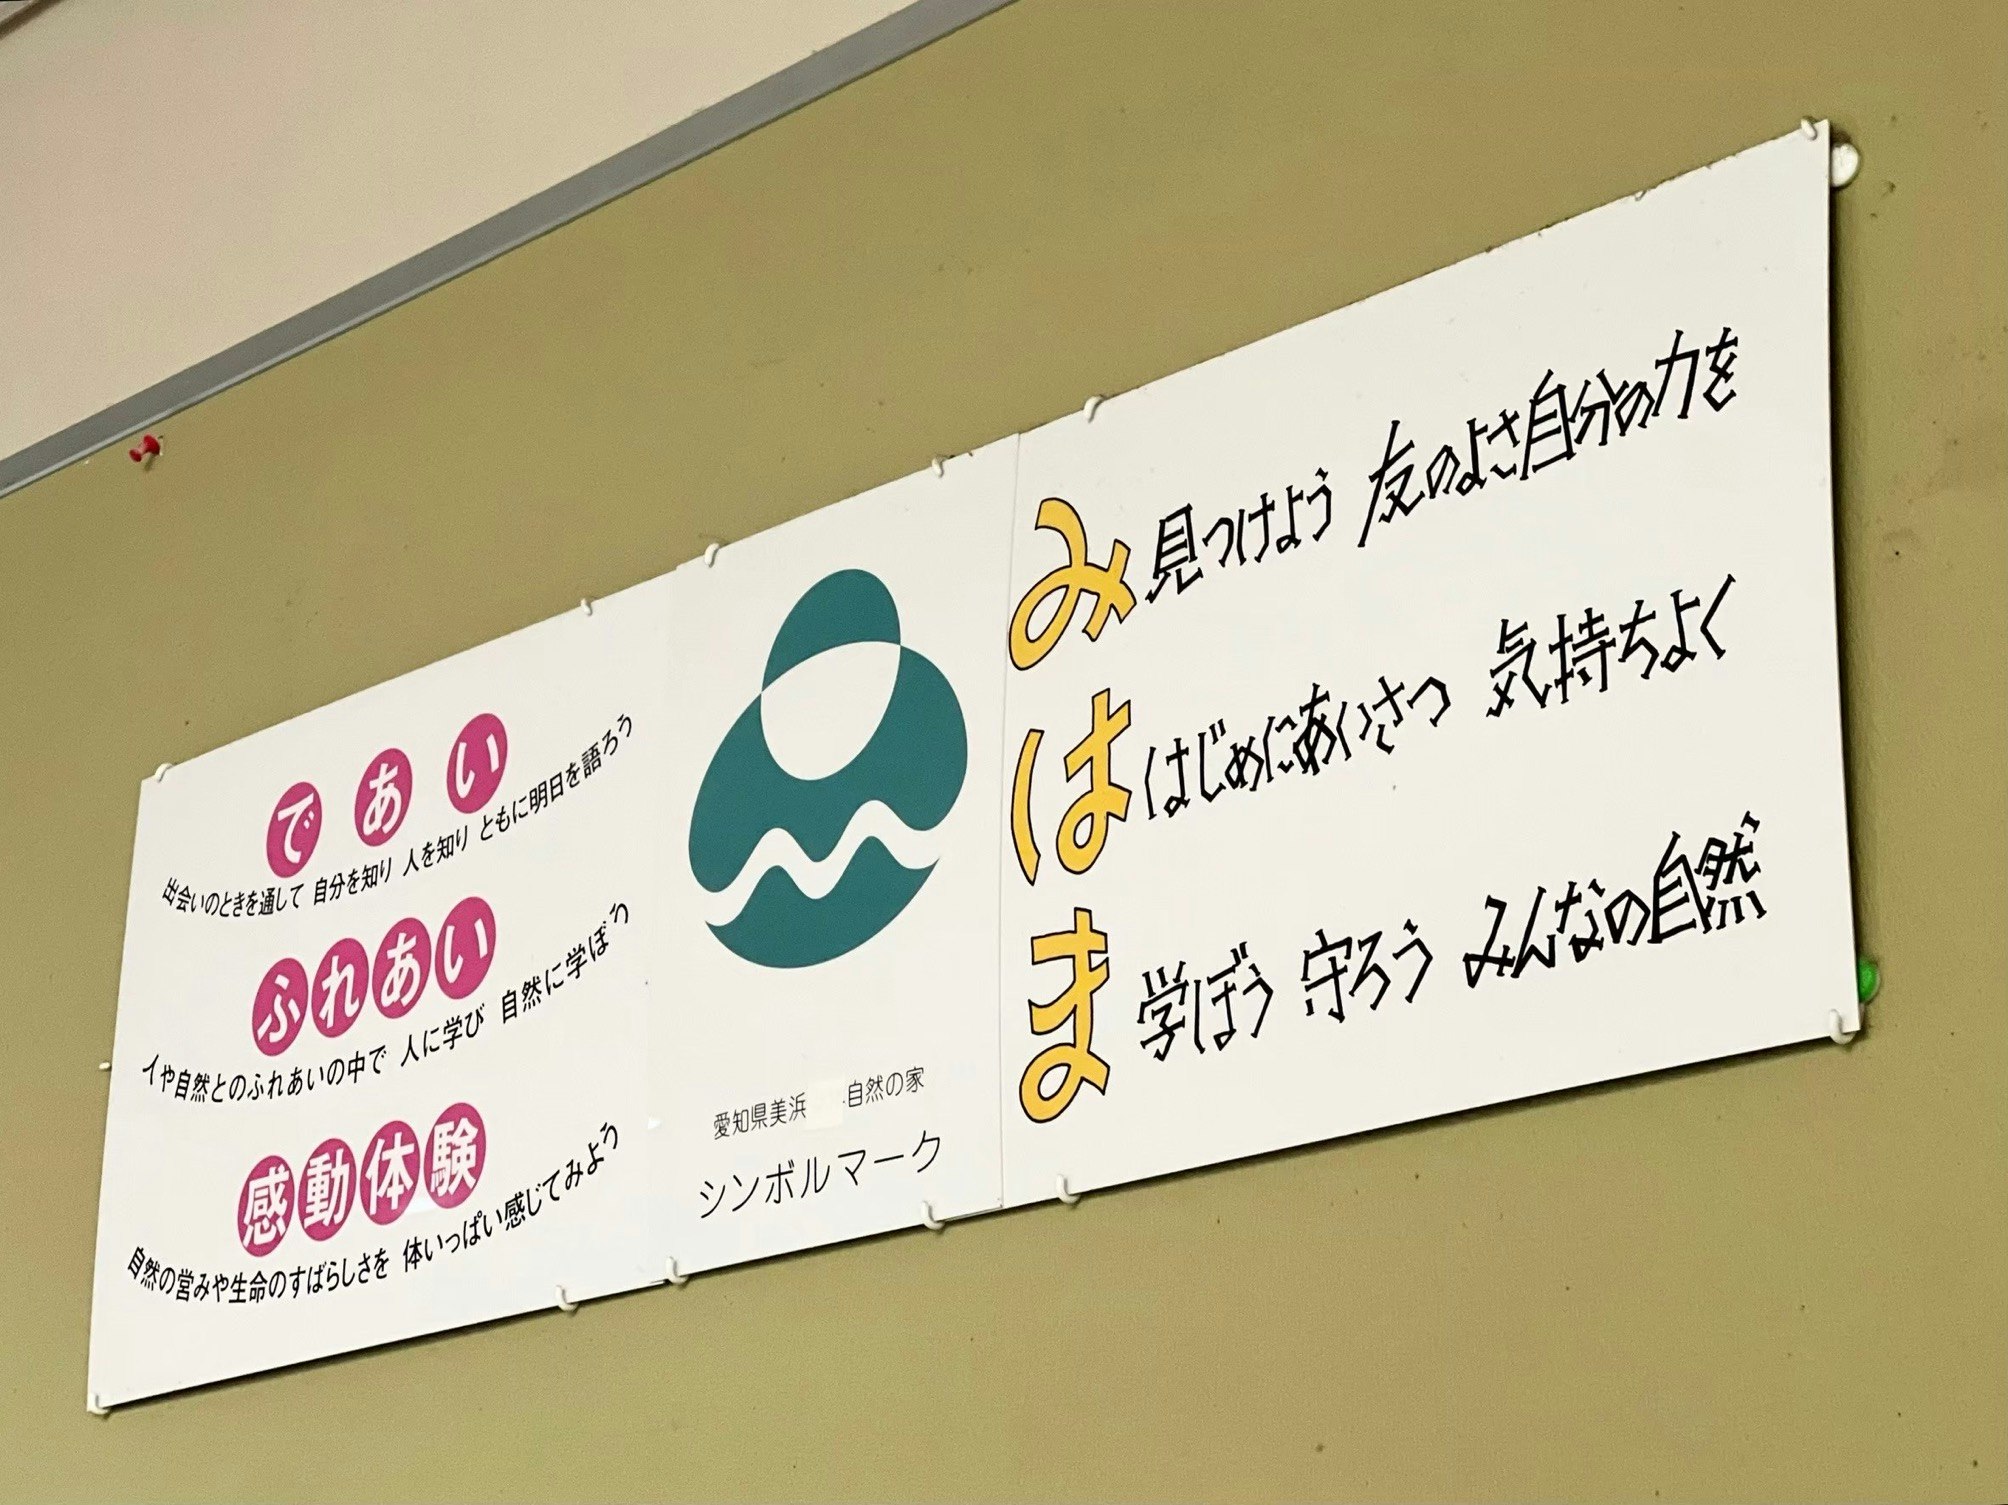 であい
出会いのときを通して 自分を知り 人を知り ともに明日を語ろう
ふれあい
イや自然とのふれあいの中で 人に学び 自然に学ぼう
感動体験
自然の営みや生命のすばらしさを 体いっぱい感じてみよう
愛知県美浜 自然の家
シンボルマーク
み 見つけよう 友のよさ自分の力を
は はじめにあいさつ 気持ちよく
ま 学ぼう 守ろう みんなの自然